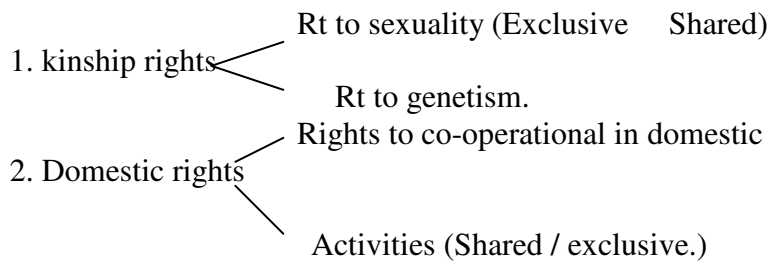 Rt to sexuality (Exclusive Shared)
1. kinship rights
Rt to genetism.
Rights to co-operational in domestic
2. Domestic rights
Activities (Shared / exclusive.)